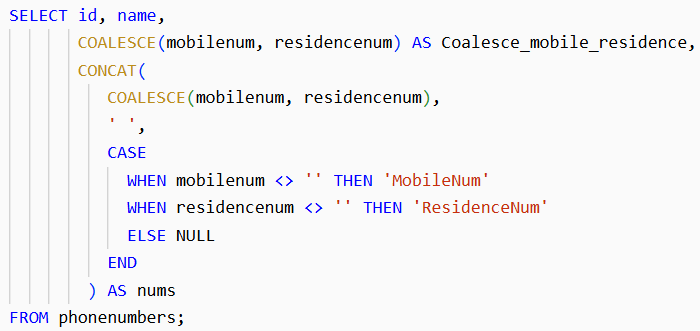 SELECT id, name,
COALESCE(mobilenum, residencenum) AS Coalesce_mobile_residence,
CONCAT(
COALESCE(mobilenum, residencenum),
' ',
CASE
WHEN mobilenum <> '' THEN 'MobileNum'
WHEN residencenum <> '' THEN 'ResidenceNum'
ELSE NULL
END
) AS nums
FROM phonenumbers;